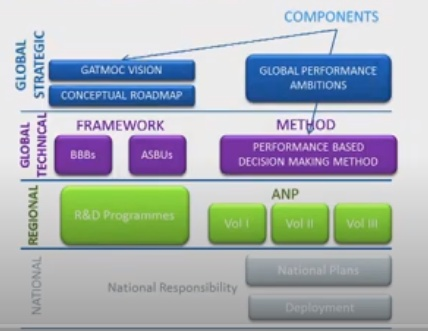 COMPONENTS
GLOBAL
STRATEGIC
GATMOC VISION
CONCEPTUAL ROADMAP
GLOBAL PERFORMANCE
AMBITIONS
GLOBAL
TECHNICAL
FRAMEWORK
BBBs
ASBUs
METHOD
PERFORMANCE BASED
DECISION MAKING METHOD
REGIONAL
R&D Programmes
ANP
Vol I
Vol II
Vol III
NATIONAL
National Responsibility
National Plans
Deployment